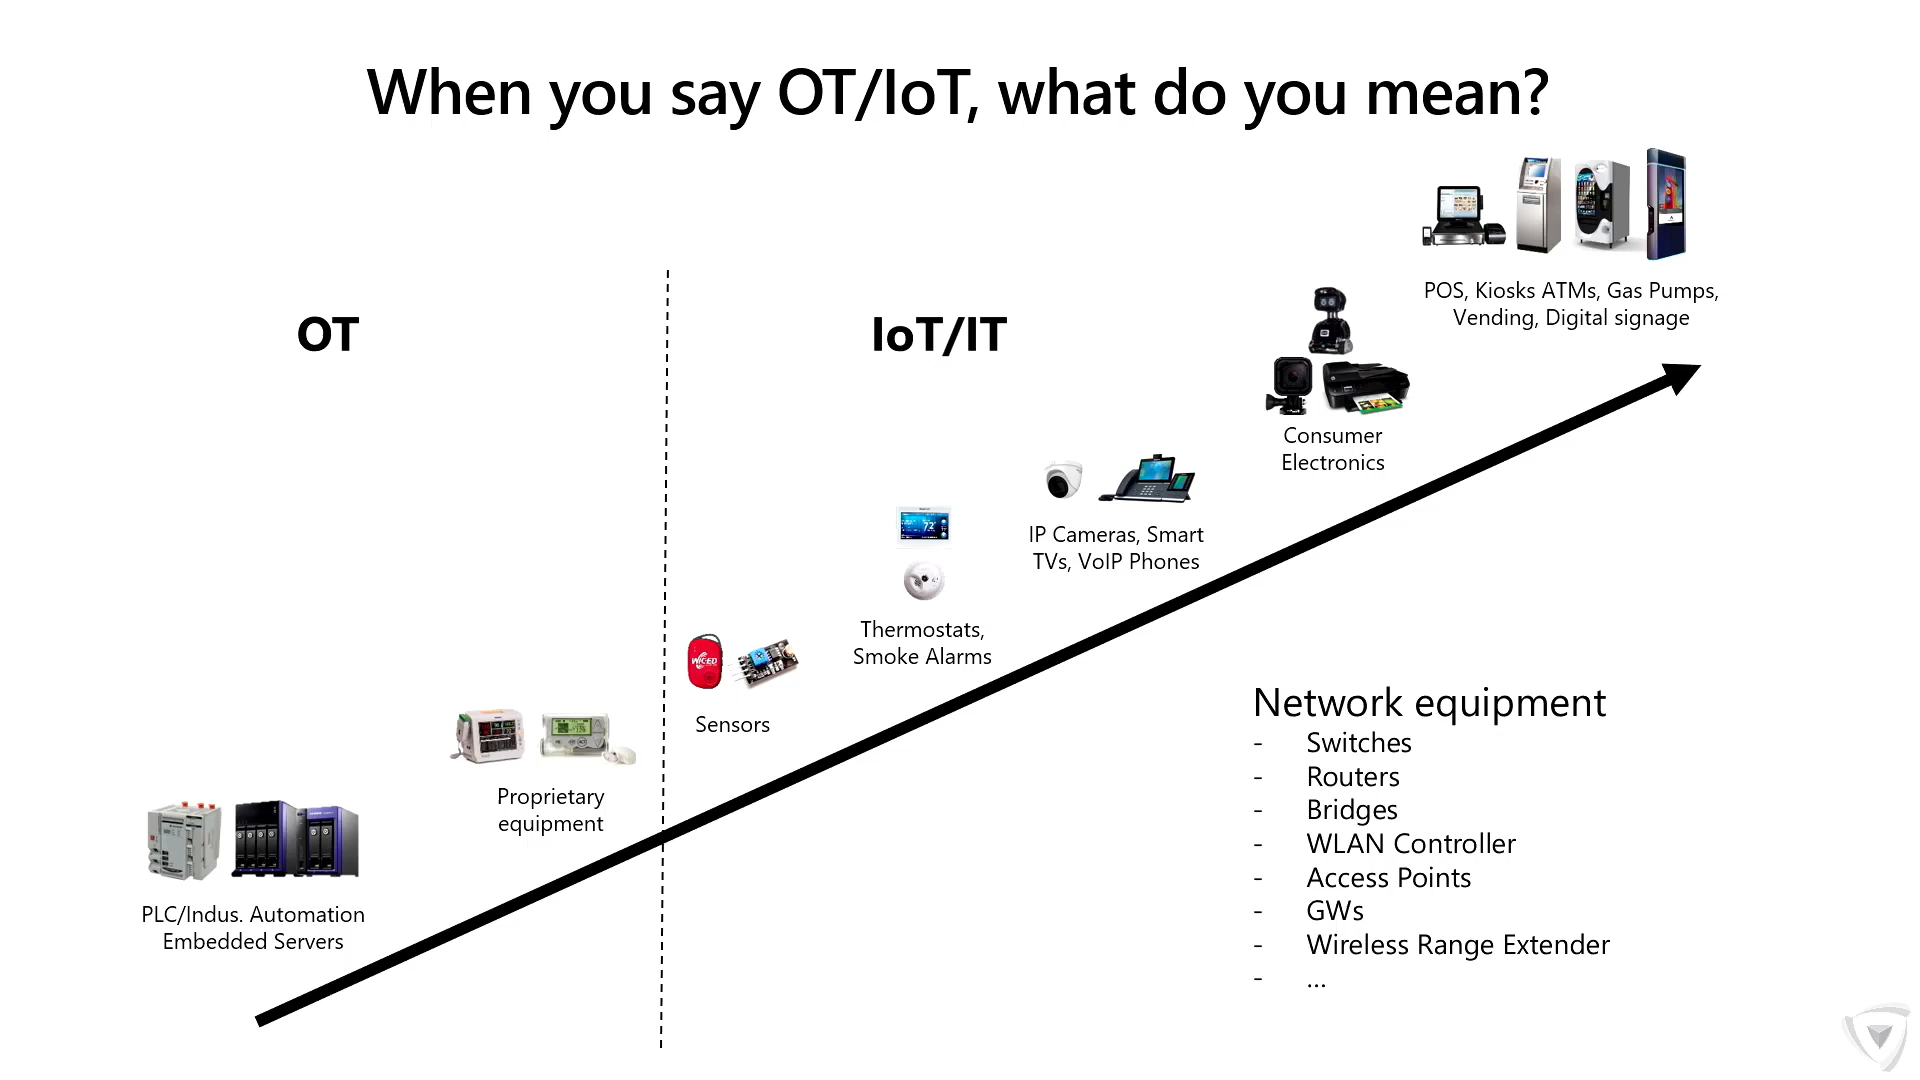 When you say OT/IoT, what do you mean?
POS, Kiosks ATMs, Gas Pumps,
Vending, Digital signage
OT
IoT/IT
Consumer
Electronics
IP Cameras, Smart
TVs, VoIP Phones
72
Thermostats,
Smoke Alarms
WICED
Sensors
Proprietary
equipment
PLC/Indus. Automation
Embedded Servers
Network equipment
- Switches
- Routers
- Bridges
- WLAN Controller
- Access Points
- GWs
- Wireless Range Extender
- ...